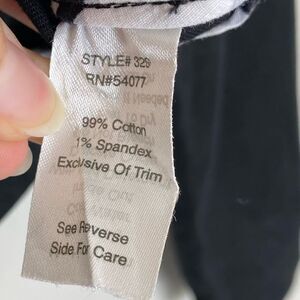 STYLE# 329
RN#54077
99% Cotton
1% Spandex
Exclusive Of Trim
See Reverse
Side For Care